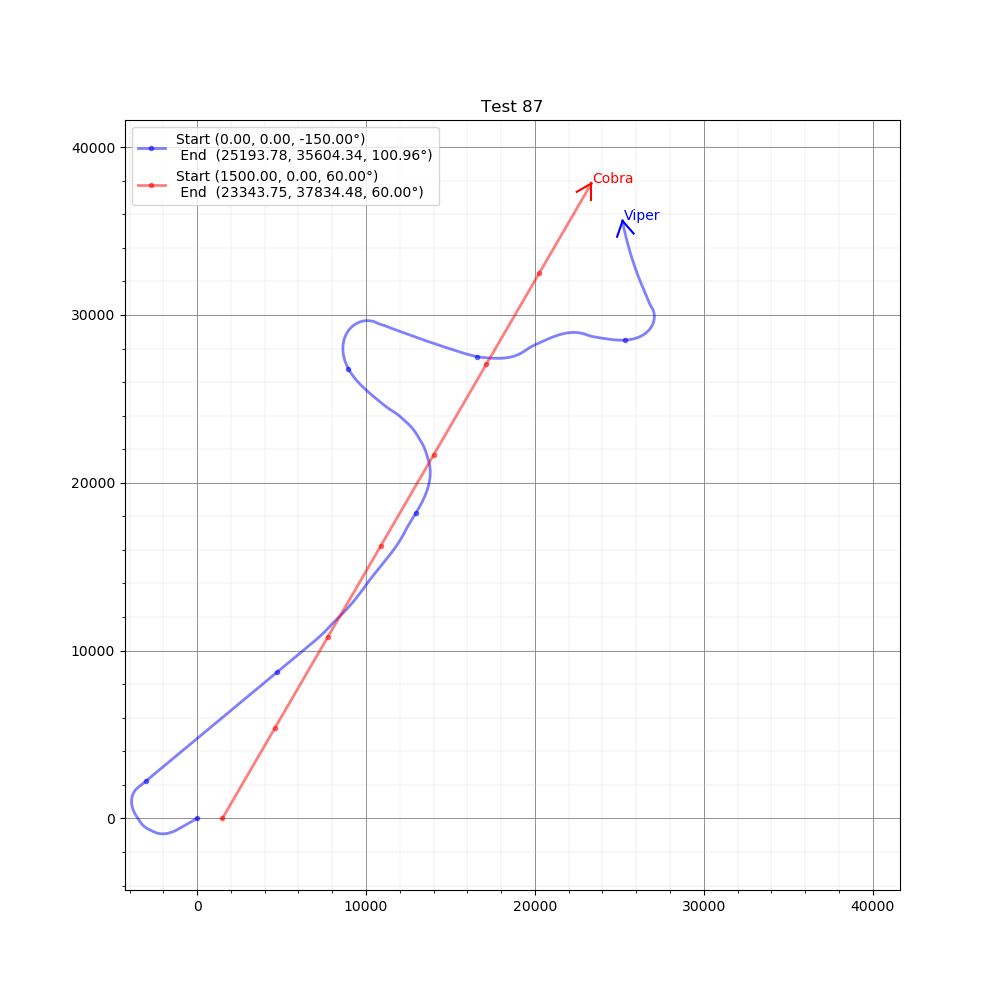 Test 87
Start (0.00, 0.00, -150.00°)
End (25193.78, 35604.34, 100.96°)
Start (1500.00, 0.00, 60.00°)
End (23343.75, 37834.48, 60.00°)
Cobra
Viper
40000
30000
20000
10000
0
0 10000 20000 30000 40000